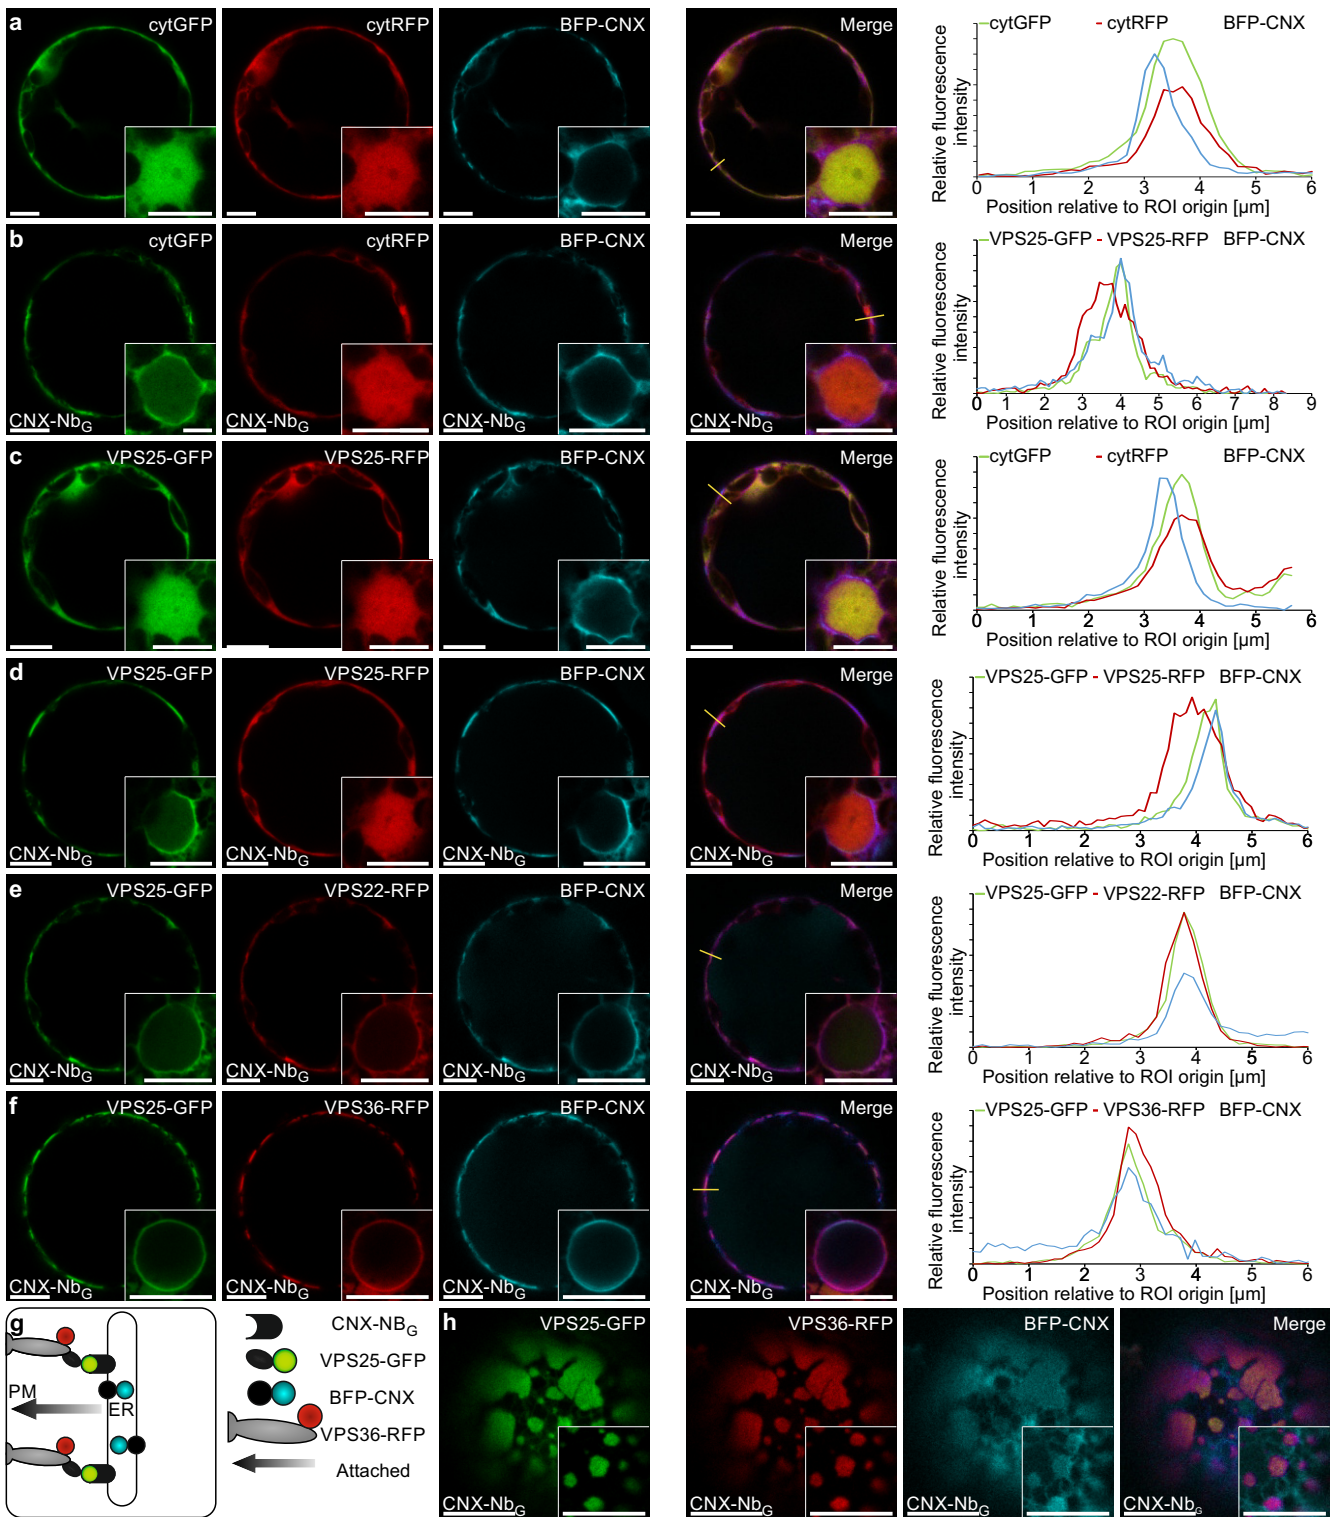 a cytGFP cytRFP BFP-CNX Merge
cytGFP - cytRFP BFP-CNX
Relative fluorescence
intensity
0 1 2 3 4 5 6
Position relative to ROI origin [µm]
b cytGFP cytRFP BFP-CNX Merge
CNX-NbG CNX-NbG CNX-NbG CNX-NbG
VPS25-GFP - VPS25-RFP BFP-CNX
Relative fluorescence
intensity
0 1 2 3 4 5 6 7 8 9
Position relative to ROI origin [µm]
c VPS25-GFP VPS25-RFP BFP-CNX Merge
cytGFP - cytRFP BFP-CNX
Relative fluorescence
intensity
0 1 2 3 4 5 6
Position relative to ROI origin [µm]
d VPS25-GFP VPS25-RFP BFP-CNX Merge
CNX-NbG CNX-NbG CNX-NbG CNX-NbG
VPS25-GFP - VPS25-RFP BFP-CNX
Relative fluorescence
intensity
0 1 2 3 4 5 6
Position relative to ROI origin [µm]
e VPS25-GFP VPS22-RFP BFP-CNX Merge
CNX-NbG CNX-NbG CNX-NbG CNX-NbG
VPS25-GFP - VPS22-RFP BFP-CNX
Relative fluorescence
intensity
0 1 2 3 4 5 6
Position relative to ROI origin [µm]
f VPS25-GFP VPS36-RFP BFP-CNX Merge
CNX-NbG CNX-NbG CNX-NbG CNX-NbG
VPS25-GFP - VPS36-RFP BFP-CNX
Relative fluorescence
intensity
0 1 2 3 4 5 6
Position relative to ROI origin [µm]
g
PM
ER
CNX-NBG
VPS25-GFP
BFP-CNX
VPS36-RFP
Attached
h VPS25-GFP VPS36-RFP BFP-CNX Merge
CNX-NbG CNX-NbG CNX-NbG CNX-NbG